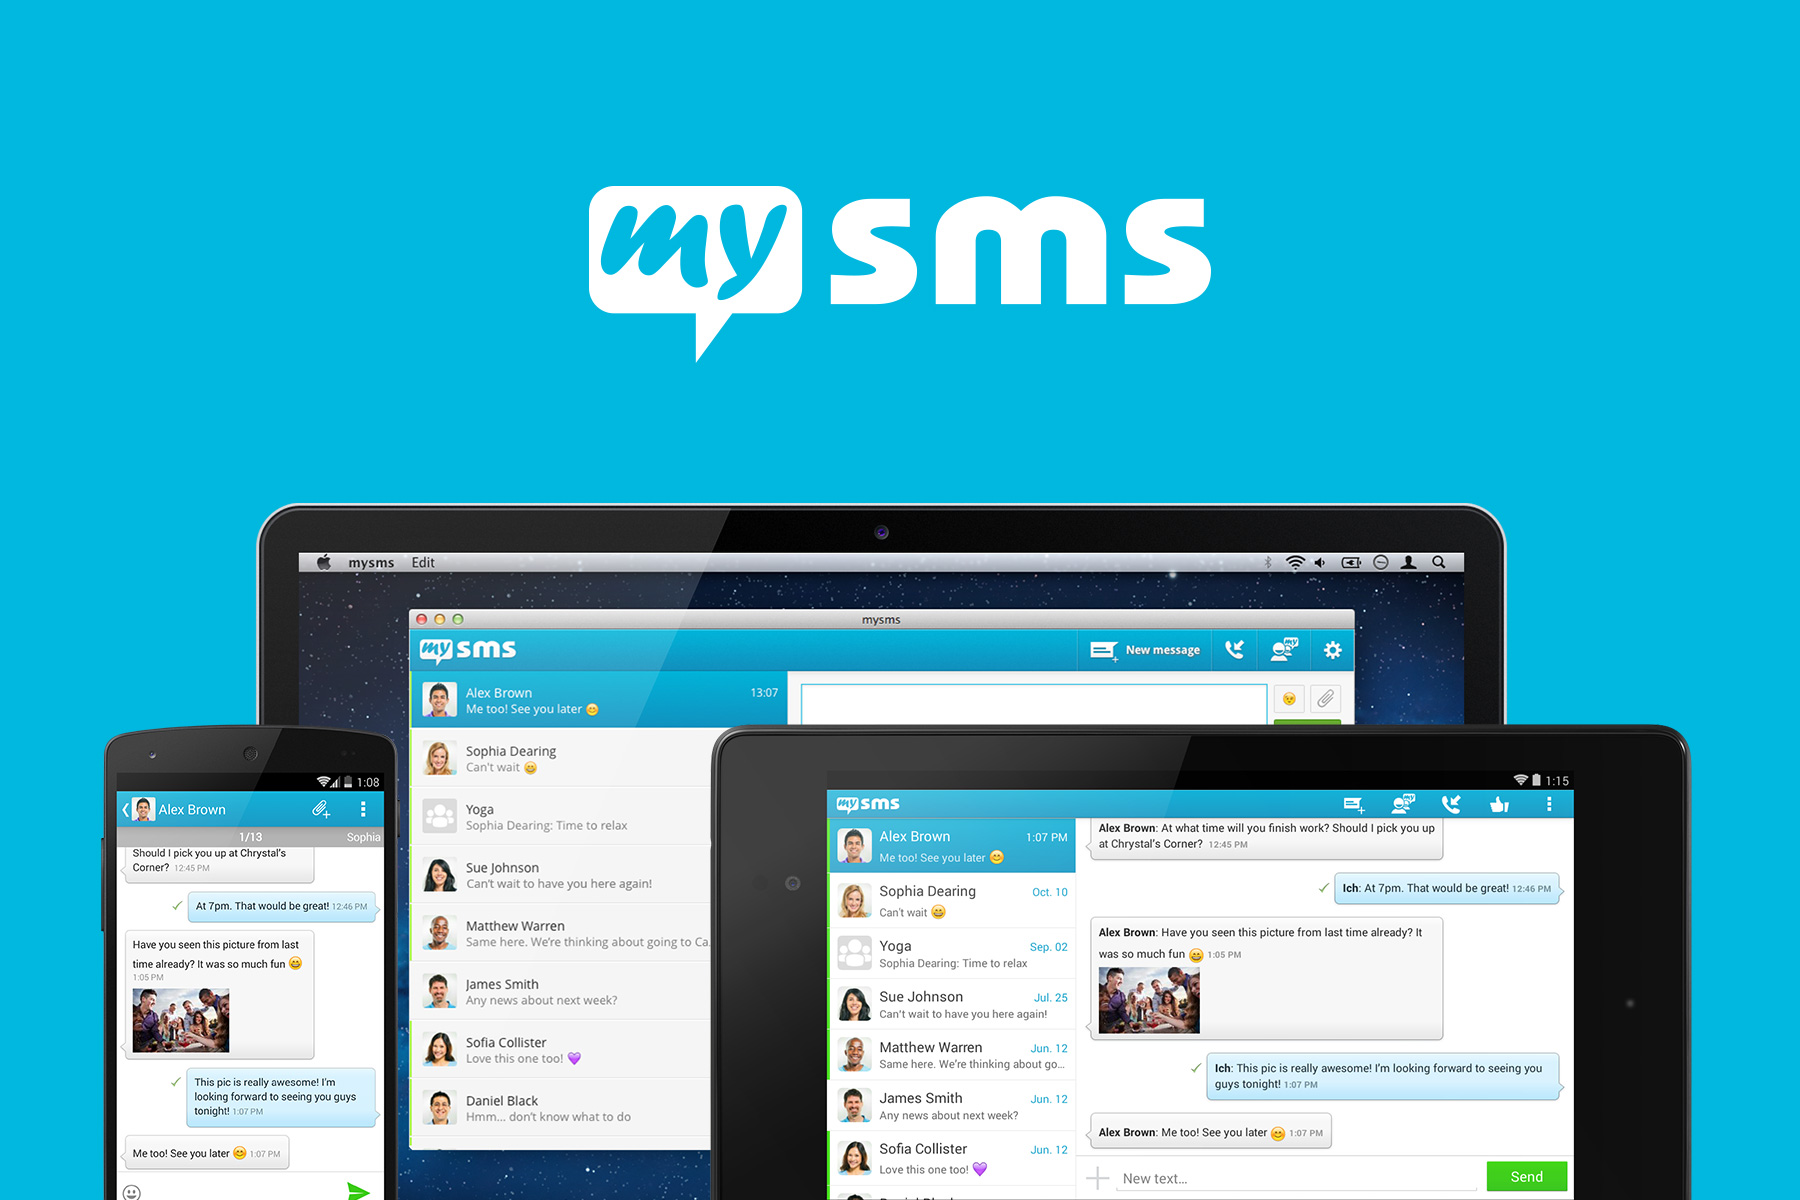 my sms
mysms Edit
mysms
my sms
New message
my
Alex Brown 13:07
Me too! See you later 😊
Sophia Dearing
Can't wait 😄
Yoga
Sophia Dearing: Time to relax
Sue Johnson
Can't wait to have you here again!
Matthew Warren
Same here. We're thinking about going to Ca...
James Smith
Any news about next week?
Sofia Collister
Love this one too! 💜
Daniel Black
Hmm... don't know what to do
1:08
Alex Brown
1/13 Sophia
Should I pick you up at Chrystal's
Corner? 12:45 PM
At 7pm. That would be great! 12:46 PM
Have you seen this picture from last
time already? It was so much fun 😄
1:05 PM
This pic is really awesome! I'm
looking forward to seeing you guys
tonight! 1:07 PM
Me too! See you later 😊 1:07 PM
1:15
my sms
my
Alex Brown 1:07 PM
Me too! See you later 😊
Sophia Dearing Oct. 10
Can't wait 😄
Yoga Sep. 02
Sophia Dearing: Time to relax
Sue Johnson Jul. 25
Can't wait to have you here again!
Matthew Warren Jun. 12
Same here. We're thinking about go...
James Smith Jun. 12
Any news about next week?
Sofia Collister Jun. 12
Love this one too! 💜
Alex Brown: At what time will you finish work? Should I pick you up
at Chrystal's Corner? 12:45 PM
Ich: At 7pm. That would be great! 12:46 PM
Alex Brown: Have you seen this picture from last time already? It
was so much fun 😄 1:05 PM
Ich: This pic is really awesome! I'm looking forward to seeing you
guys tonight! 1:07 PM
Alex Brown: Me too! See you later 😊 1:07 PM
New text...
Send